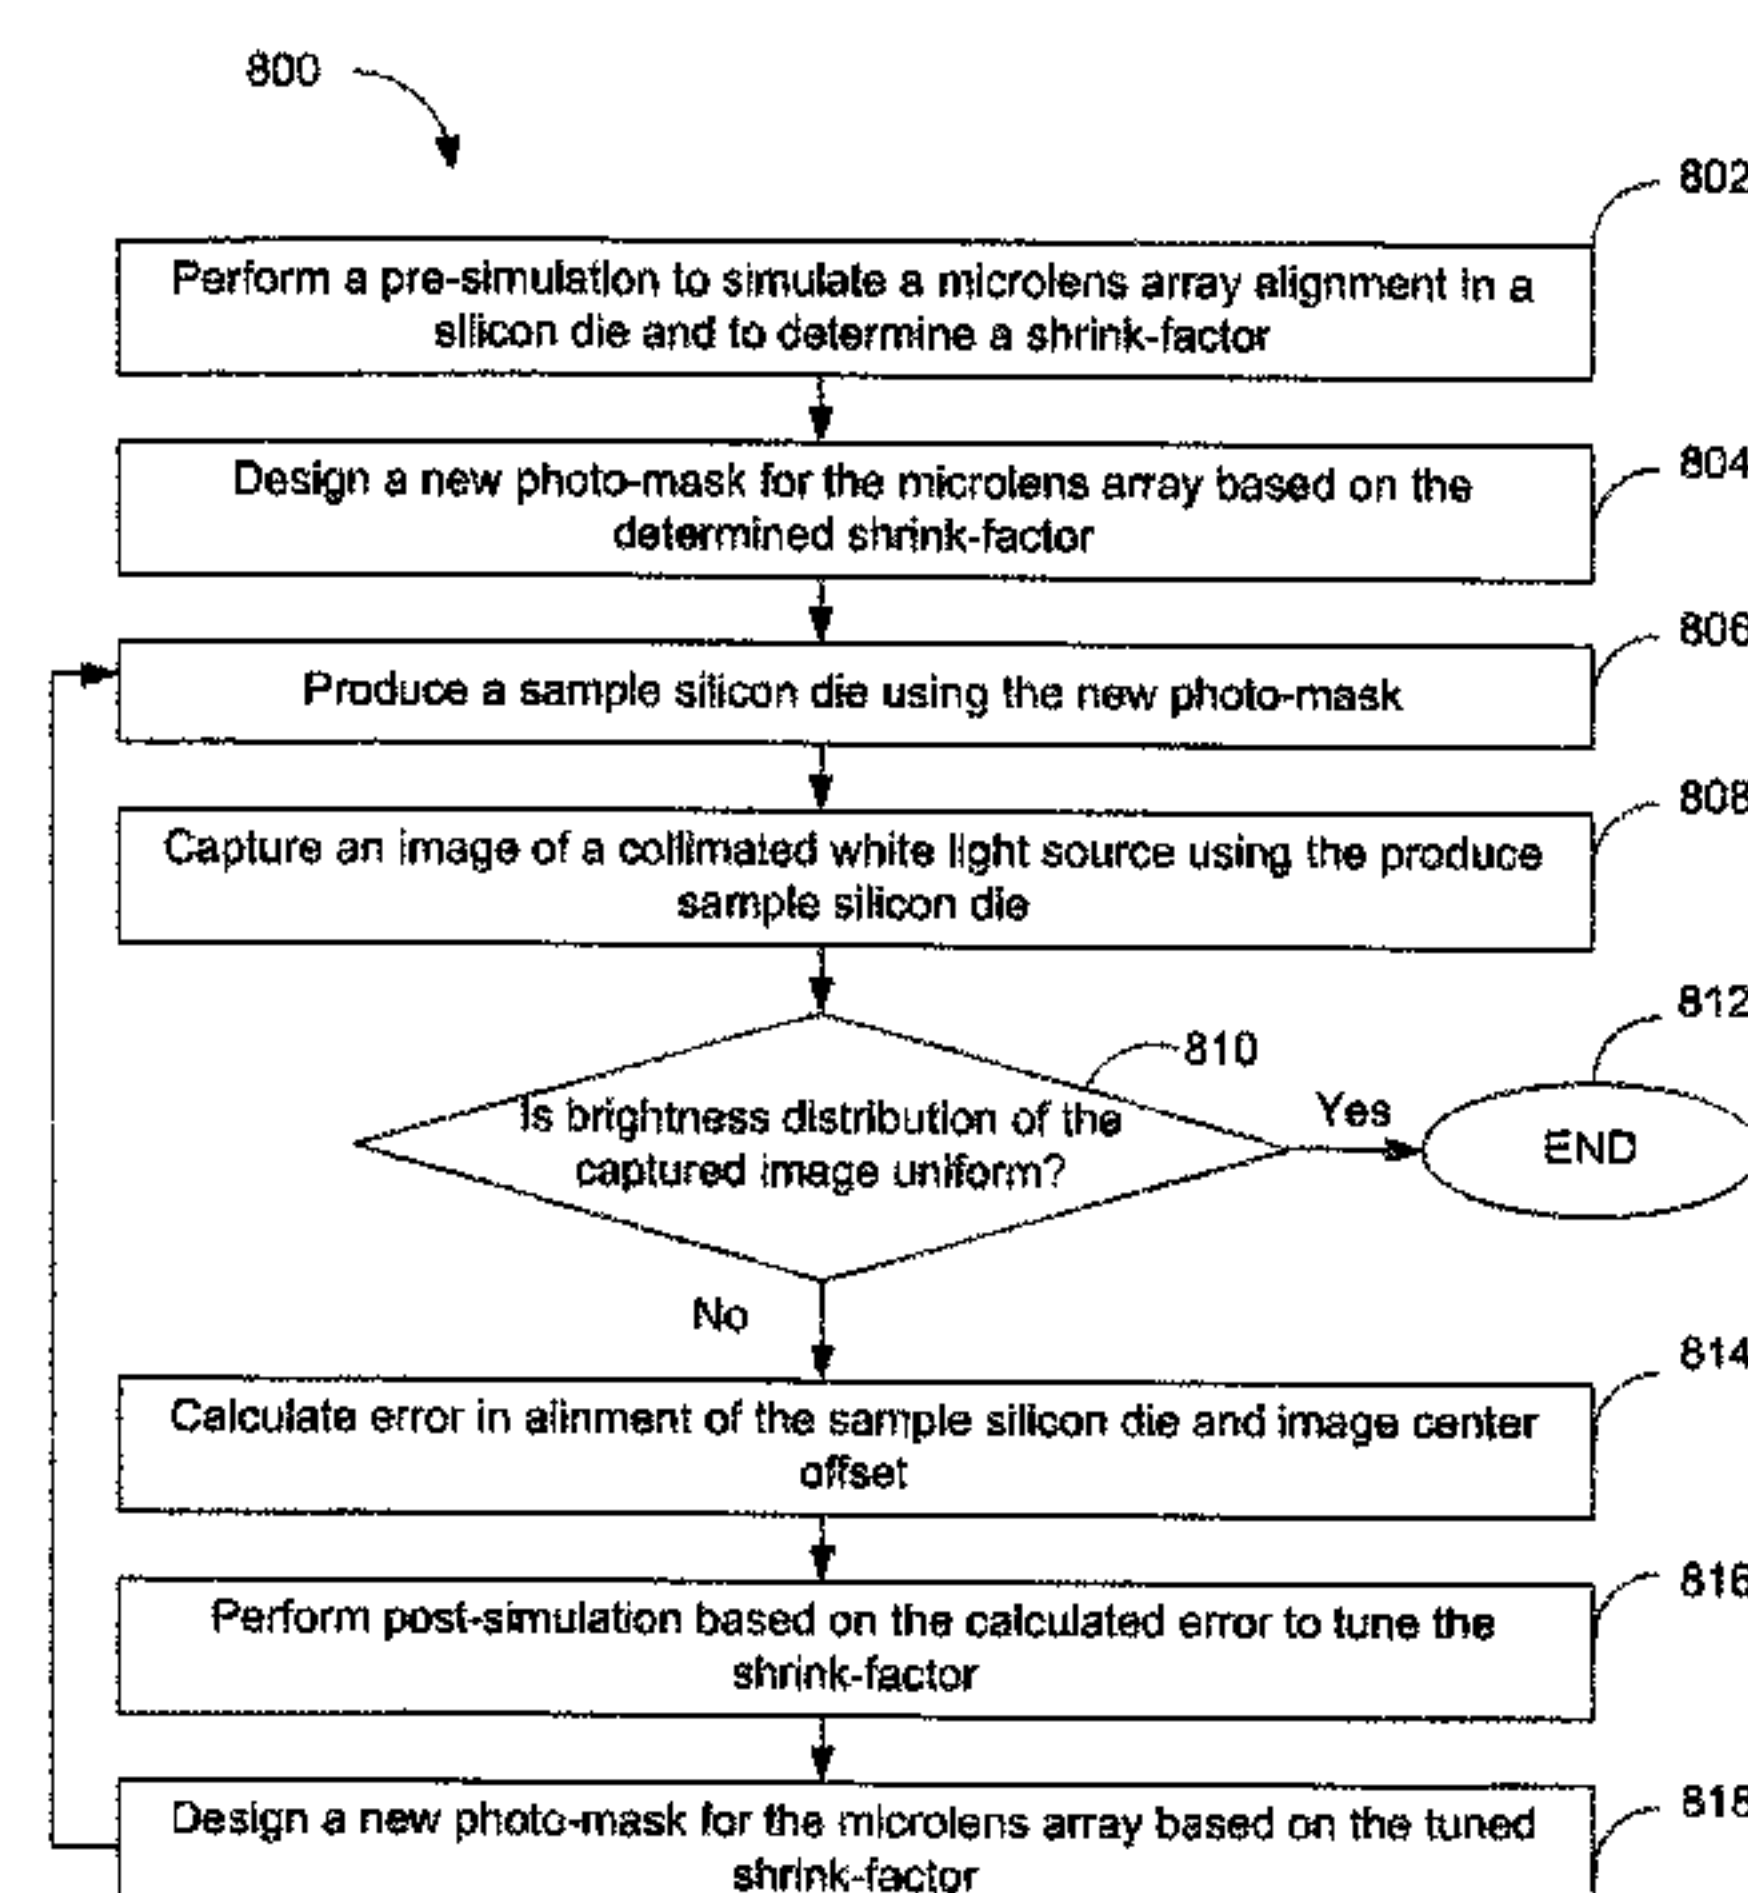 800
802
Perform a pre-simulation to simulate a microlens array alignment in a
silicon die and to determine a shrink-factor
804
Design a new photo-mask for the microlens array based on the
determined shrink-factor
806
Produce a sample silicon die using the new photo-mask
808
Capture an image of a collimated white light source using the produce
sample silicon die
810
812
Is brightness distribution of the
captured image uniform?
Yes
END
No
814
Calculate error in alinment of the sample silicon die and image center
offset
816
Perform post-simulation based on the calculated error to tune the
shrink-factor
818
Design a new photo-mask for the microlens array based on the tuned
shrink-factor